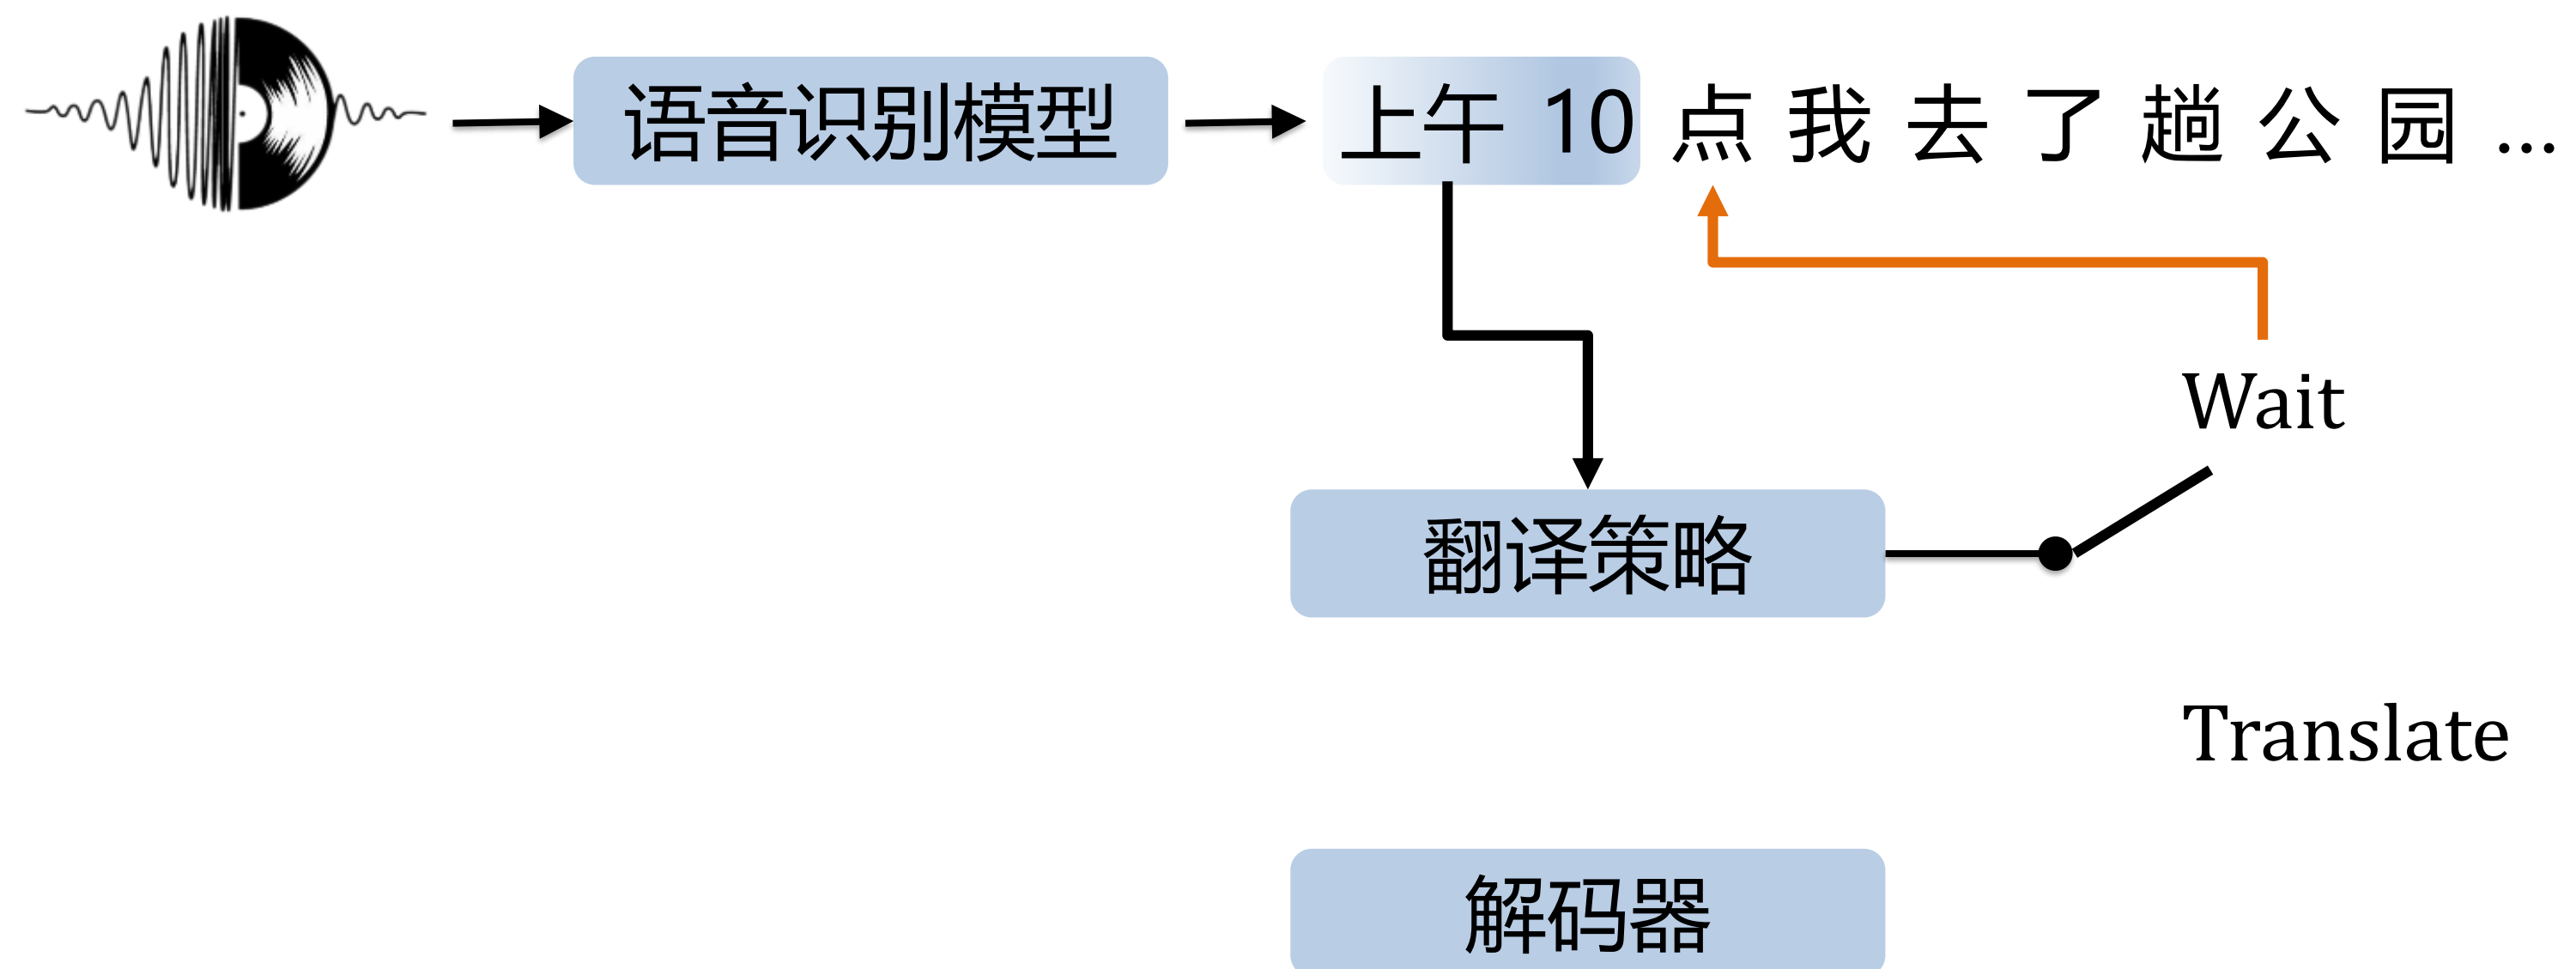 语音识别模型 上午 10 点 我 去 了 趟 公 园 ...
Wait
翻译策略
Translate
解码器